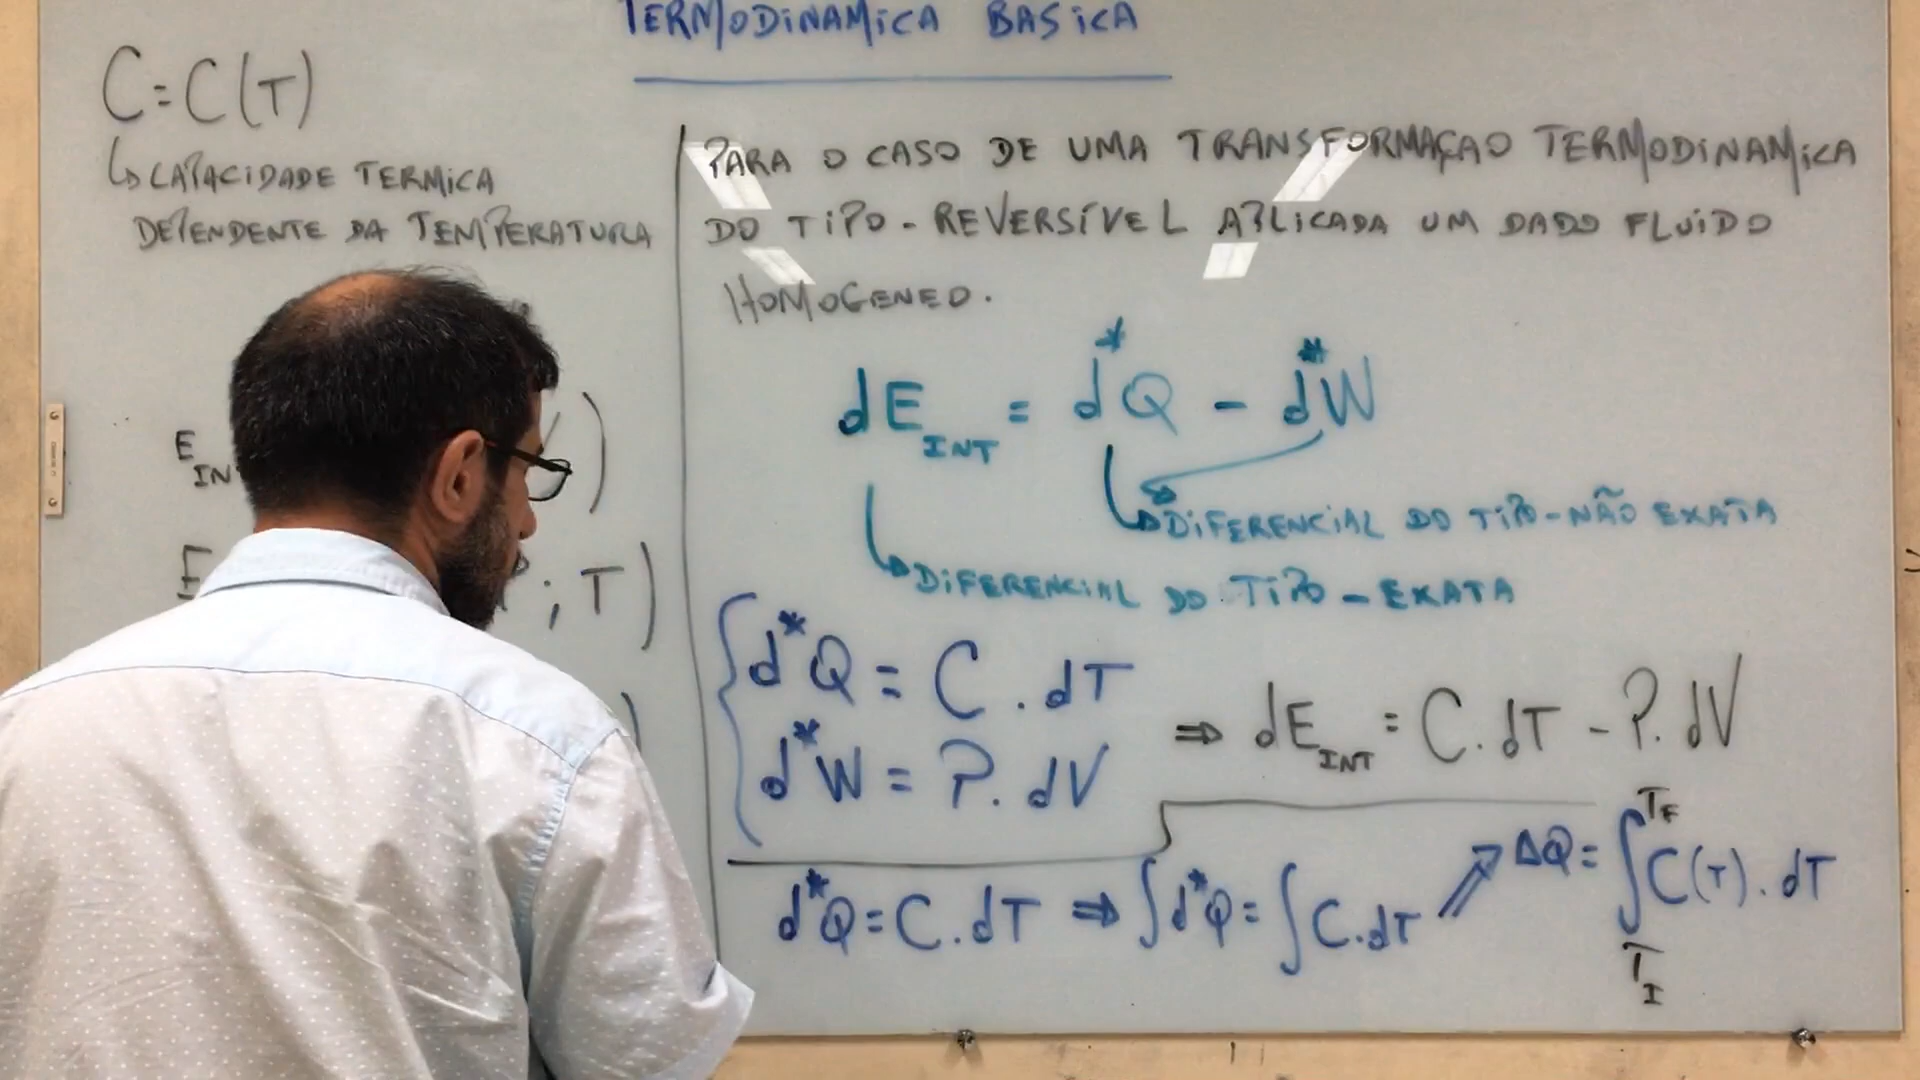 TERMODINAMICA BASICA
C=C(T)
↳ CAPACIDADE TERMICA
DEPENDENTE DA TEMPERATURA
E
IN
)
E
; T)
PARA O CASO DE UMA TRANSFORMAÇAO TERMODINAMICA
DO TIPO-REVERSÍVEL APLICADA UM DADO FLUIDO
HOMOGENEO.
dE_INT = d*Q - d*W
↳ DIFERENCIAL DO TIPO-NÃO EXATA
↳ DIFERENCIAL DO TIPO-EXATA
{ d*Q = C.dT
d*W = P.dV
⇒ dE_INT = C.dT - P.dV
d*Q = C.dT ⇒ ∫d*Q = ∫C.dT ⇒ ΔQ = ∫_{T_I}^{T_F} C(T).dT